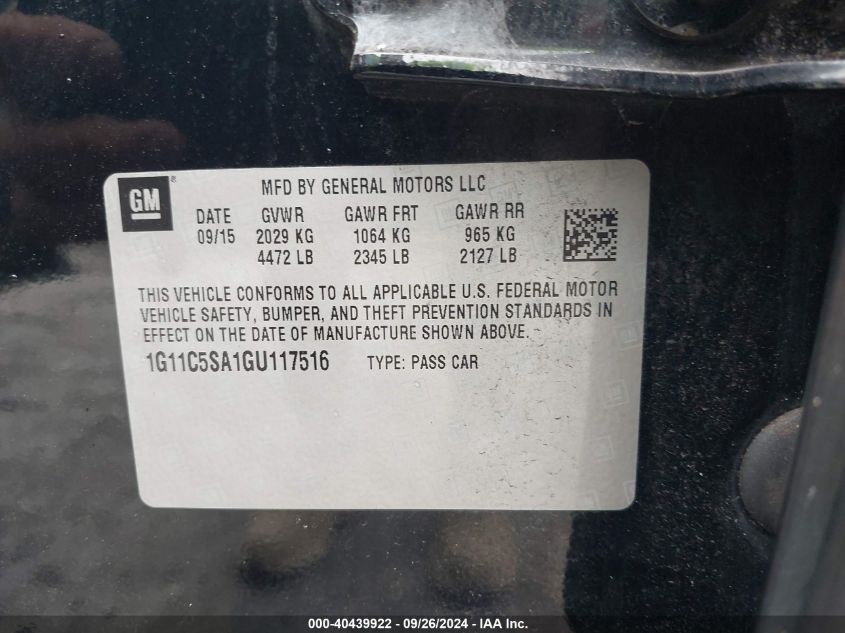 GM ®
MFD BY GENERAL MOTORS LLC
DATE GVWR GAWR FRT GAWR RR
09/15 2029 KG 1064 KG 965 KG
4472 LB 2345 LB 2127 LB
THIS VEHICLE CONFORMS TO ALL APPLICABLE U.S. FEDERAL MOTOR
VEHICLE SAFETY, BUMPER, AND THEFT PREVENTION STANDARDS IN
EFFECT ON THE DATE OF MANUFACTURE SHOWN ABOVE.
1G11C5SA1GU117516 TYPE: PASS CAR
000-40439922 - 09/26/2024 - IAA Inc.